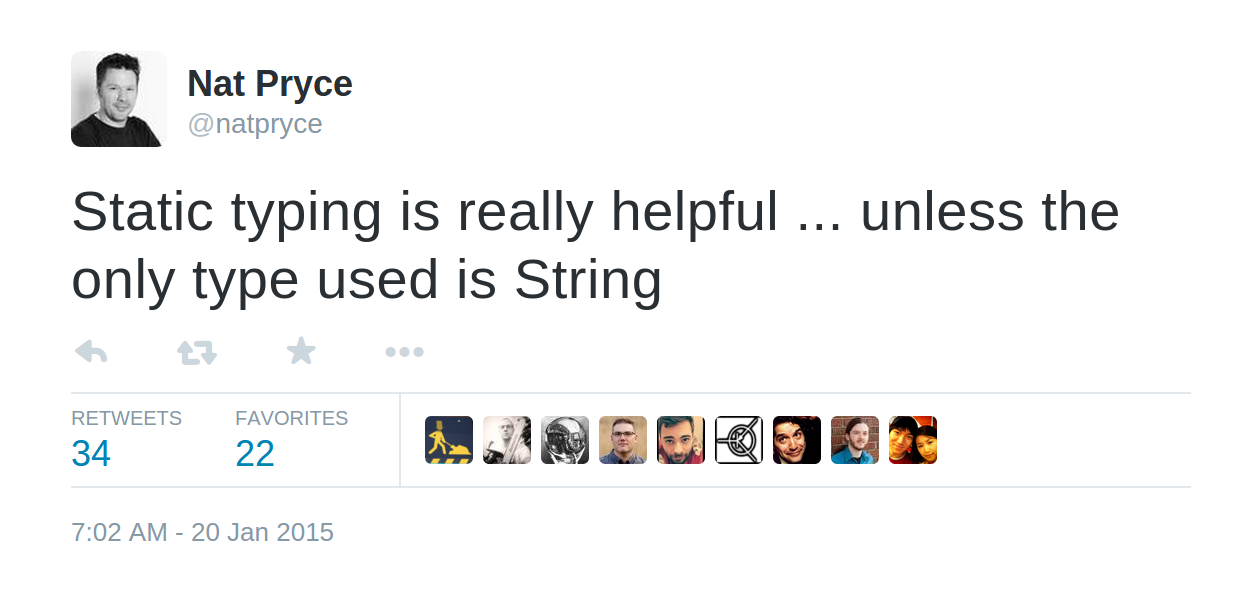 Nat Pryce
@natpryce
Static typing is really helpful ... unless the
only type used is String
RETWEETS FAVORITES
34 22
7:02 AM - 20 Jan 2015